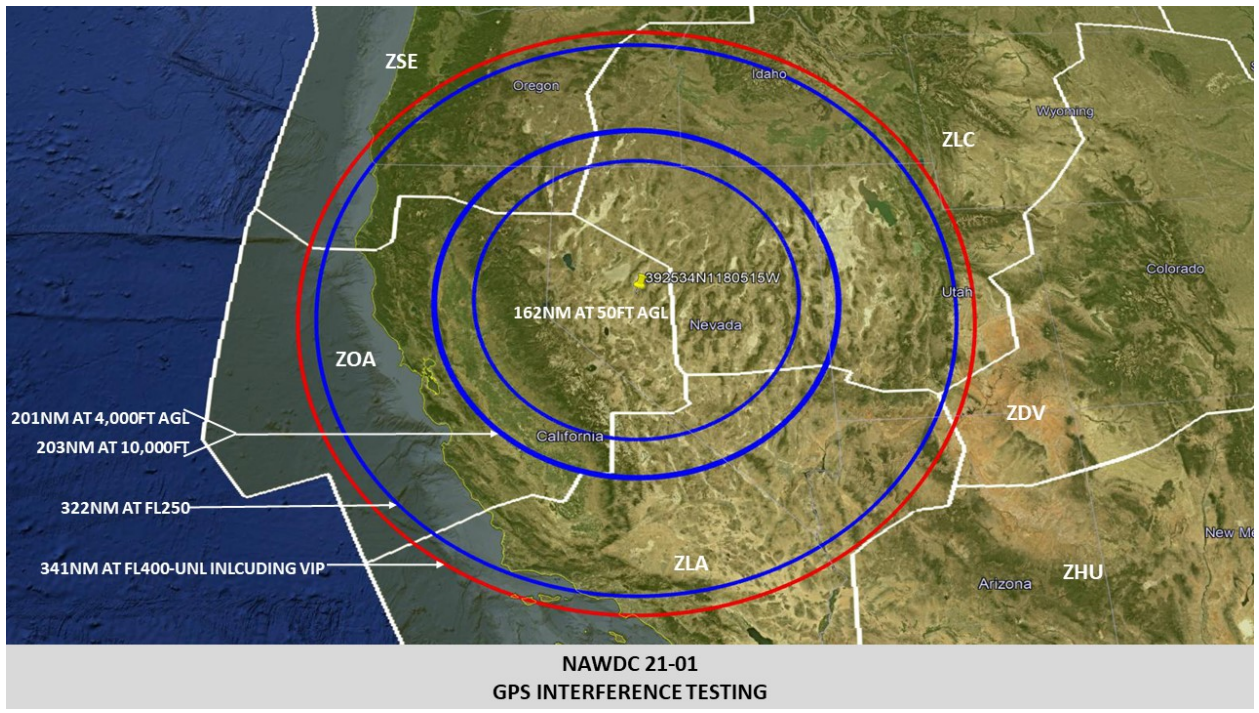 ZSE
Oregon
Idaho
Wyoming
ZLC
392534N1180515W
Colorado
Utah
162NM AT 50FT AGL
Nevada
ZOA
201NM AT 4,000FT AGL
203NM AT 10,000FT
California
ZDV
322NM AT FL250
341NM AT FL400-UNL INLCUDING VIP
ZLA
New Me
Arizona
ZHU
NAWDC 21-01
GPS INTERFERENCE TESTING